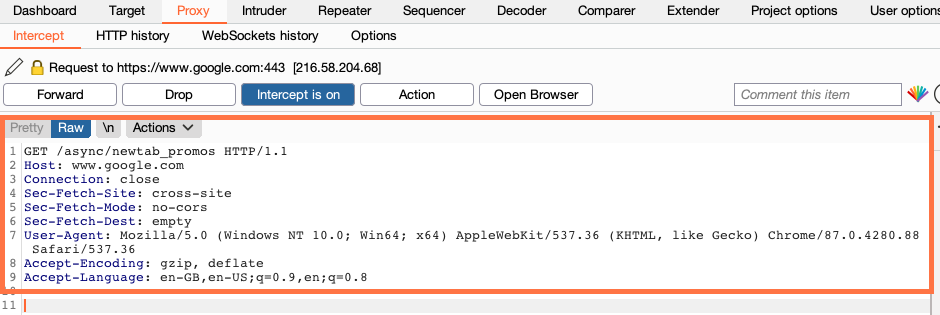 Dashboard Target Proxy Intruder Repeater Sequencer Decoder Comparer Extender Project options User options
Intercept HTTP history WebSockets history Options
Request to https://www.google.com:443 [216.58.204.68]
Forward Drop Intercept is on Action Open Browser Comment this item
Pretty Raw \n Actions
1 GET /async/newtab_promos HTTP/1.1
2 Host: www.google.com
3 Connection: close
4 Sec-Fetch-Site: cross-site
5 Sec-Fetch-Mode: no-cors
6 Sec-Fetch-Dest: empty
7 User-Agent: Mozilla/5.0 (Windows NT 10.0; Win64; x64) AppleWebKit/537.36 (KHTML, like Gecko) Chrome/87.0.4280.88
Safari/537.36
8 Accept-Encoding: gzip, deflate
9 Accept-Language: en-GB,en-US;q=0.9,en;q=0.8
10
11